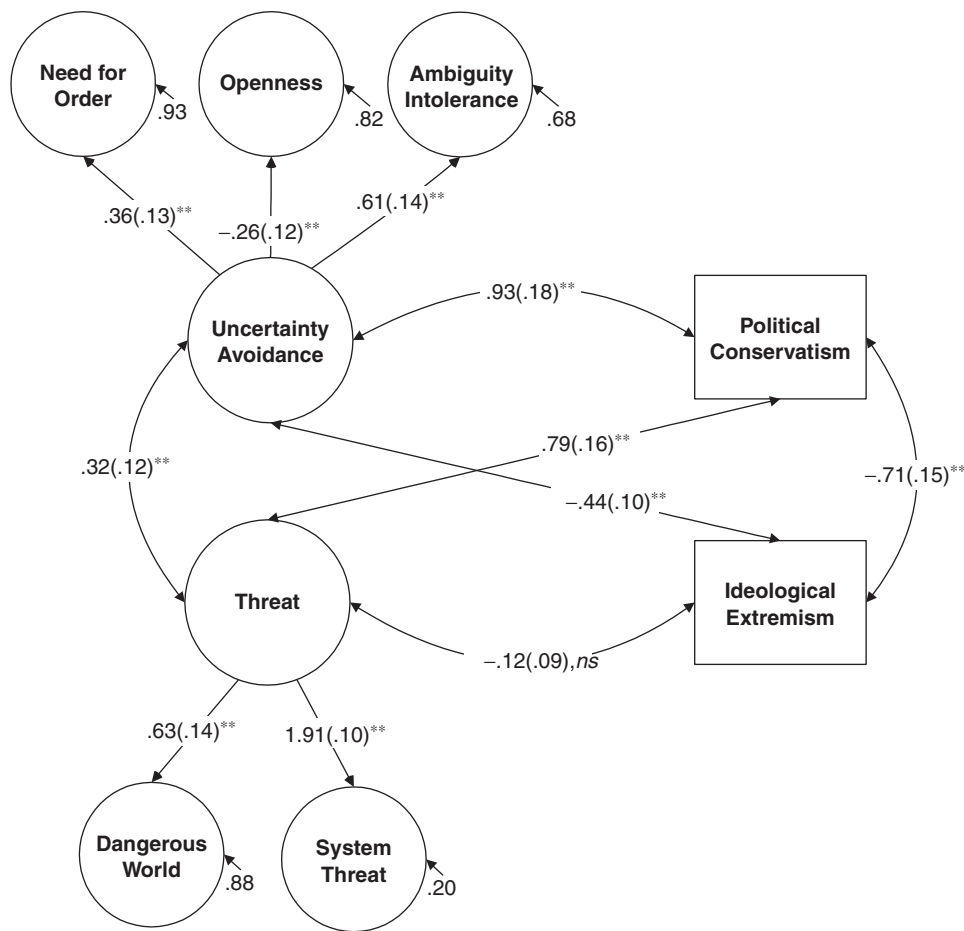 Need for
Order
.93
Openness
.82
Ambiguity
Intolerance
.68
.36(.13)**
−.26(.12)**
.61(.14)**
Uncertainty
Avoidance
.93(.18)**
Political
Conservatism
.32(.12)**
.79(.16)**
−.44(.10)**
−.71(.15)**
Threat
−.12(.09),ns
Ideological
Extremism
.63(.14)**
1.91(.10)**
Dangerous
World
.88
System
Threat
.20